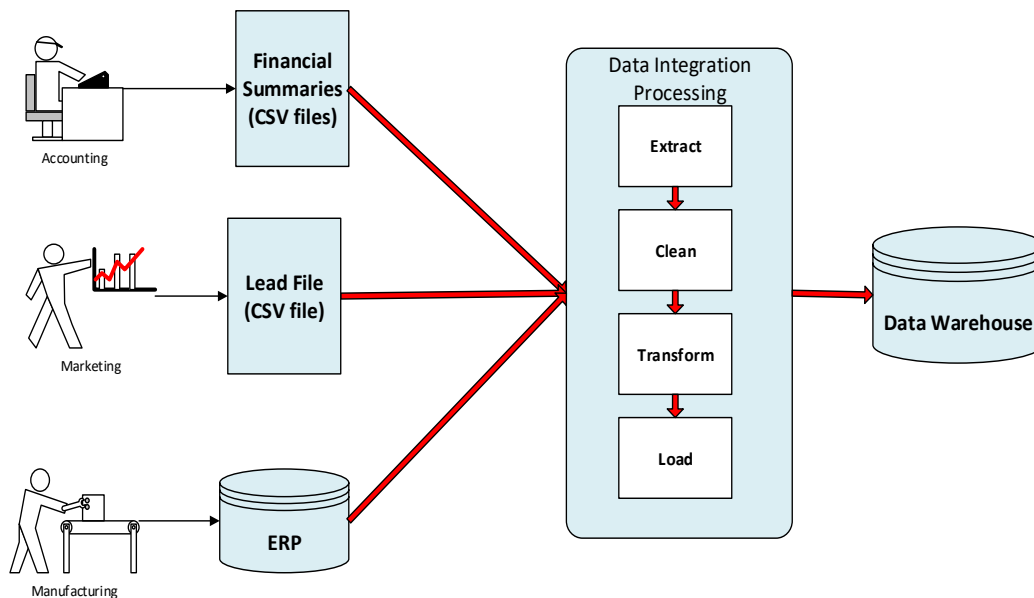 Financial
Summaries
(CSV files)
Accounting
Lead File
(CSV file)
Marketing
ERP
Manufacturing
Data Integration
Processing
Extract
Clean
Transform
Load
Data Warehouse